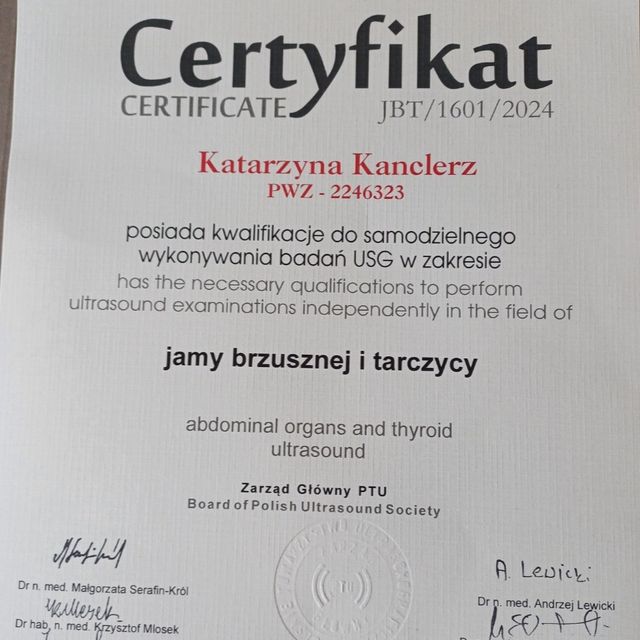 Certyfikat
CERTIFICATE JBT/1601/2024
Katarzyna Kanclerz
PWZ - 2246323
posiada kwalifikacje do samodzielnego
wykonywania badań USG w zakresie
has the necessary qualifications to perform
ultrasound examinations independently in the field of
jamy brzusznej i tarczycy
abdominal organs and thyroid
ultrasound
Zarząd Główny PTU
Board of Polish Ultrasound Society
A. Lewicki
Dr n. med. Małgorzata Serafin-Król
Dr n. med. Andrzej Lewicki
Dr hab. n. med. Krzysztof Mlosek